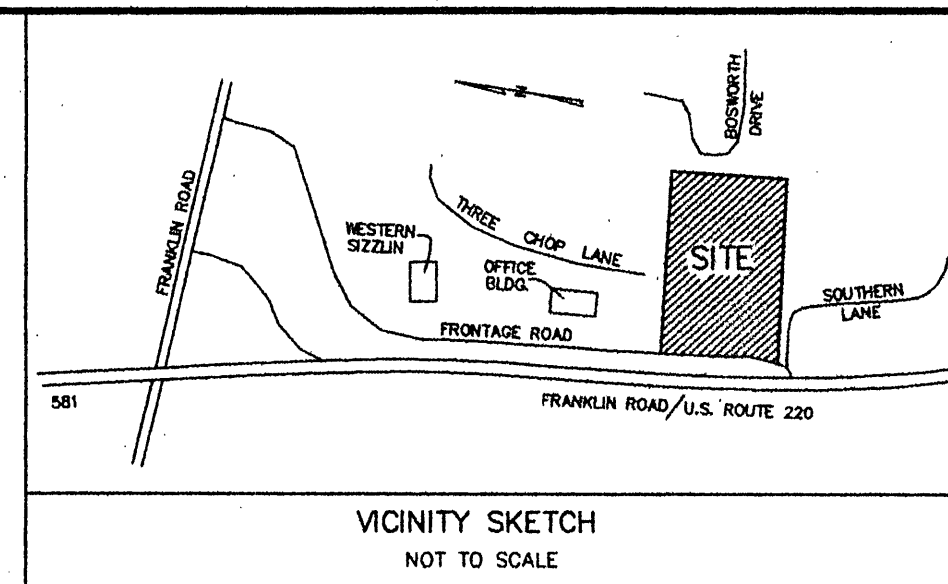 BOSWORTH
DRIVE
N
FRANKLIN ROAD
THREE CHOP LANE
WESTERN
SIZZLIN
OFFICE
BLDG.
SITE
SOUTHERN
LANE
FRONTAGE ROAD
581
FRANKLIN ROAD/U.S. ROUTE 220
VICINITY SKETCH
NOT TO SCALE